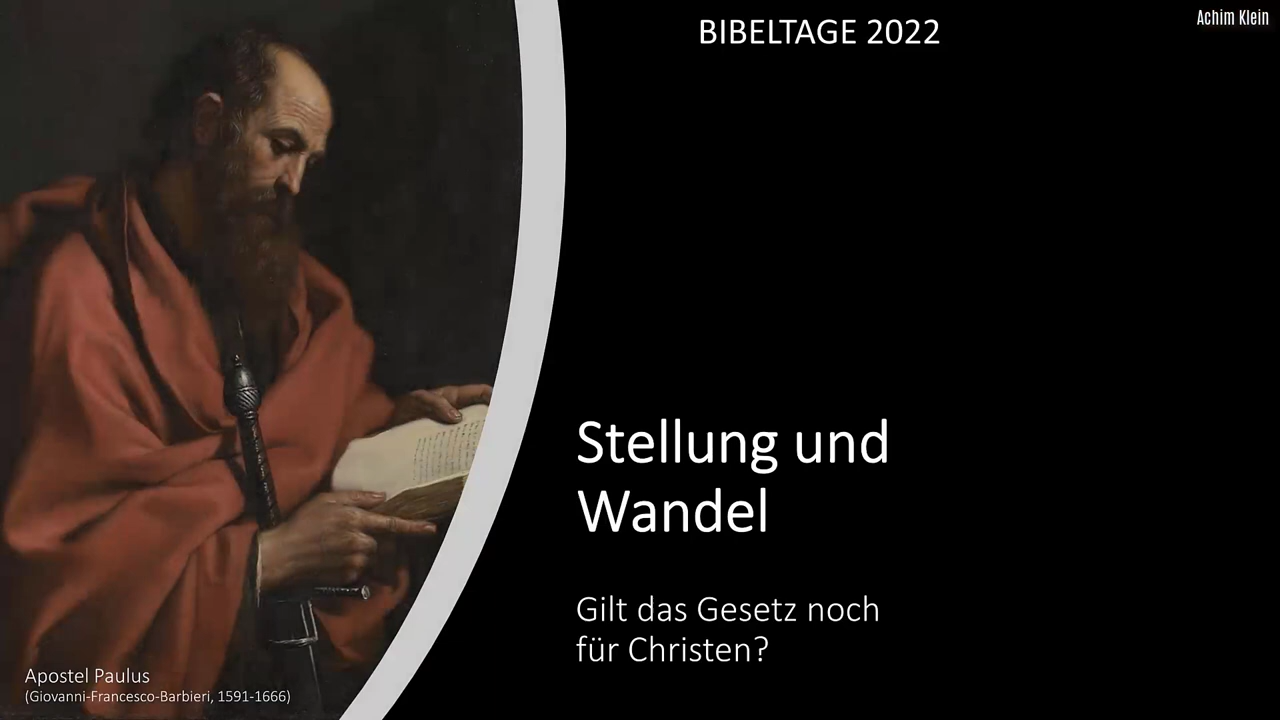 BIBELTAGE 2022
Achim Klein
Stellung und
Wandel
Gilt das Gesetz noch
für Christen?
Apostel Paulus
(Giovanni-Francesco-Barbieri, 1591-1666)